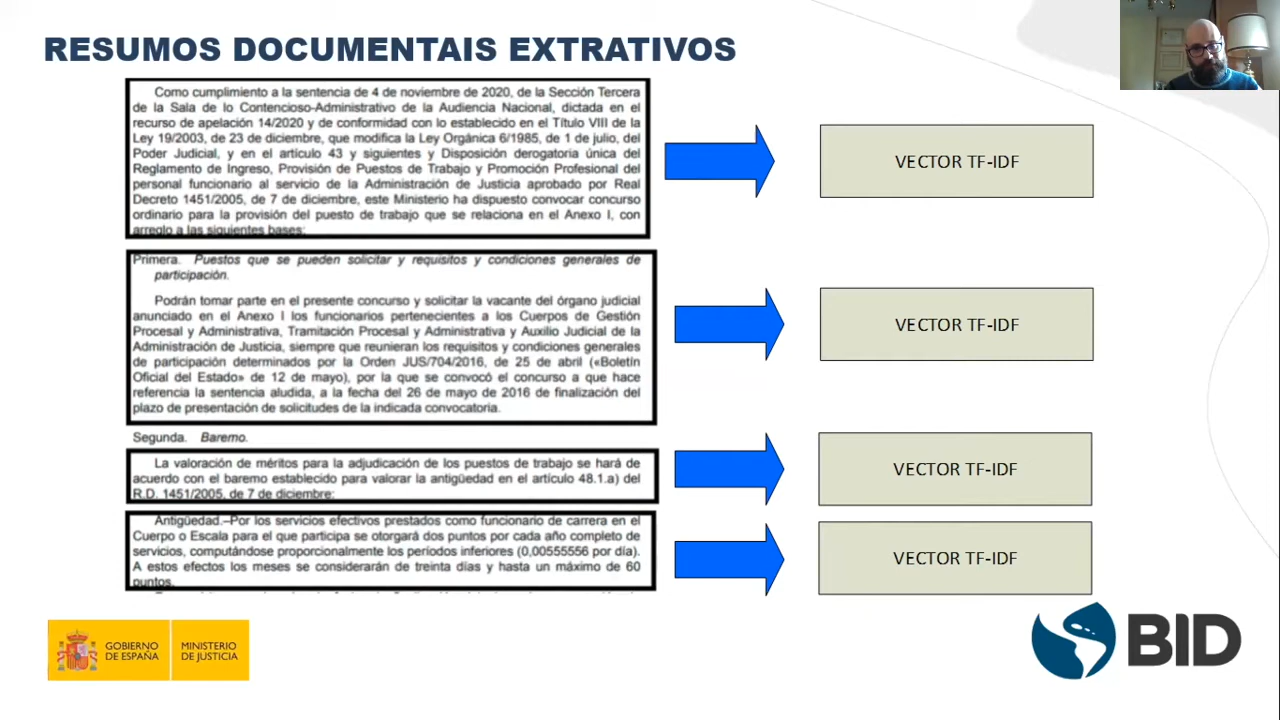 RESUMOS DOCUMENTAIS EXTRATIVOS
Como cumplimiento a la sentencia de 4 de noviembre de 2020, de la Sección Tercera
de la Sala de lo Contencioso-Administrativo de la Audiencia Nacional, dictada en el
recurso de apelación 14/2020 y de conformidad con lo establecido en el Título VIII de la
Ley 19/2003, de 23 de diciembre, que modifica la Ley Orgánica 6/1985, de 1 de julio, del
Poder Judicial, y en el artículo 43 y siguientes y Disposición derogatoria única del
Reglamento de Ingreso, Provisión de Puestos de Trabajo y Promoción Profesional del
personal funcionario al servicio de la Administración de Justicia aprobado por Real
Decreto 1451/2005, de 7 de diciembre, este Ministerio ha dispuesto convocar concurso
ordinario para la provisión del puesto de trabajo que se relaciona en el Anexo I, con
arreglo a las siguientes bases:
VECTOR TF-IDF
Primera. Puestos que se pueden solicitar y requisitos y condiciones generales de
participación.
Podrán tomar parte en el presente concurso y solicitar la vacante del órgano judicial
anunciado en el Anexo I los funcionarios pertenecientes a los Cuerpos de Gestión
Procesal y Administrativa, Tramitación Procesal y Administrativa y Auxilio Judicial de la
Administración de Justicia, siempre que reunieran los requisitos y condiciones generales
de participación determinados por la Orden JUS/704/2016, de 25 de abril («Boletín
Oficial del Estado» de 12 de mayo), por la que se convocó el concurso a que hace
referencia la sentencia aludida, a la fecha del 26 de mayo de 2016 de finalización del
plazo de presentación de solicitudes de la indicada convocatoria.
VECTOR TF-IDF
Segunda. Baremo.
La valoración de méritos para la adjudicación de los puestos de trabajo se hará de
acuerdo con el baremo establecido para valorar la antigüedad en el artículo 48.1.a) del
R.D. 1451/2005, de 7 de diciembre:
VECTOR TF-IDF
Antigüedad.–Por los servicios efectivos prestados como funcionario de carrera en el
Cuerpo o Escala para el que participa se otorgará dos puntos por cada año completo de
servicios, computándose proporcionalmente los períodos inferiores (0,00555556 por día).
A estos efectos los meses se considerarán de treinta días y hasta un máximo de 60
puntos.
VECTOR TF-IDF
GOBIERNO
DE ESPAÑA
MINISTERIO
DE JUSTICIA
BID